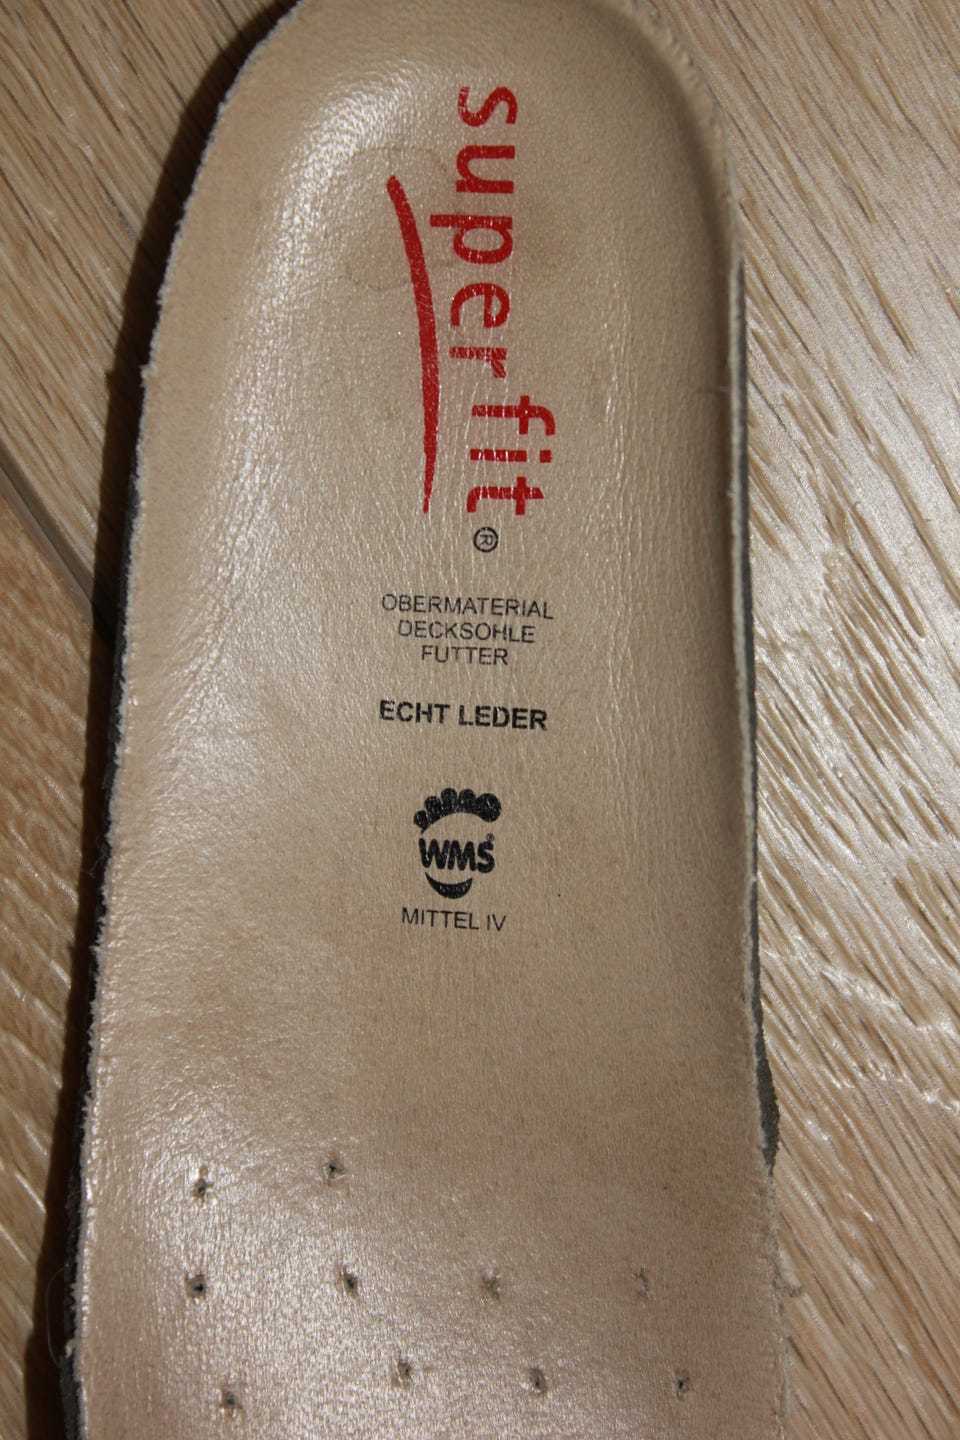 superfit®
OBERMATERIAL
DECKSOHLE
FUTTER
ECHT LEDER
WMS®
MITTEL IV